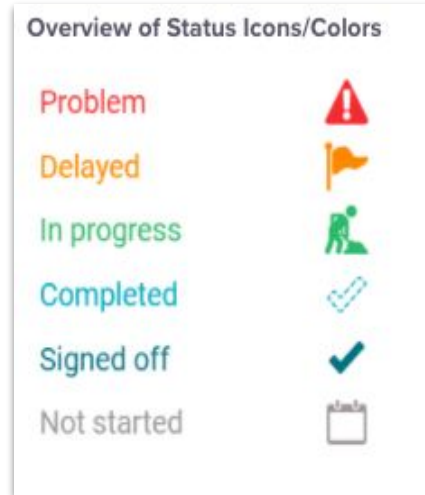 Overview of Status Icons/Colors
Problem
Delayed
In progress
Completed
Signed off
Not started